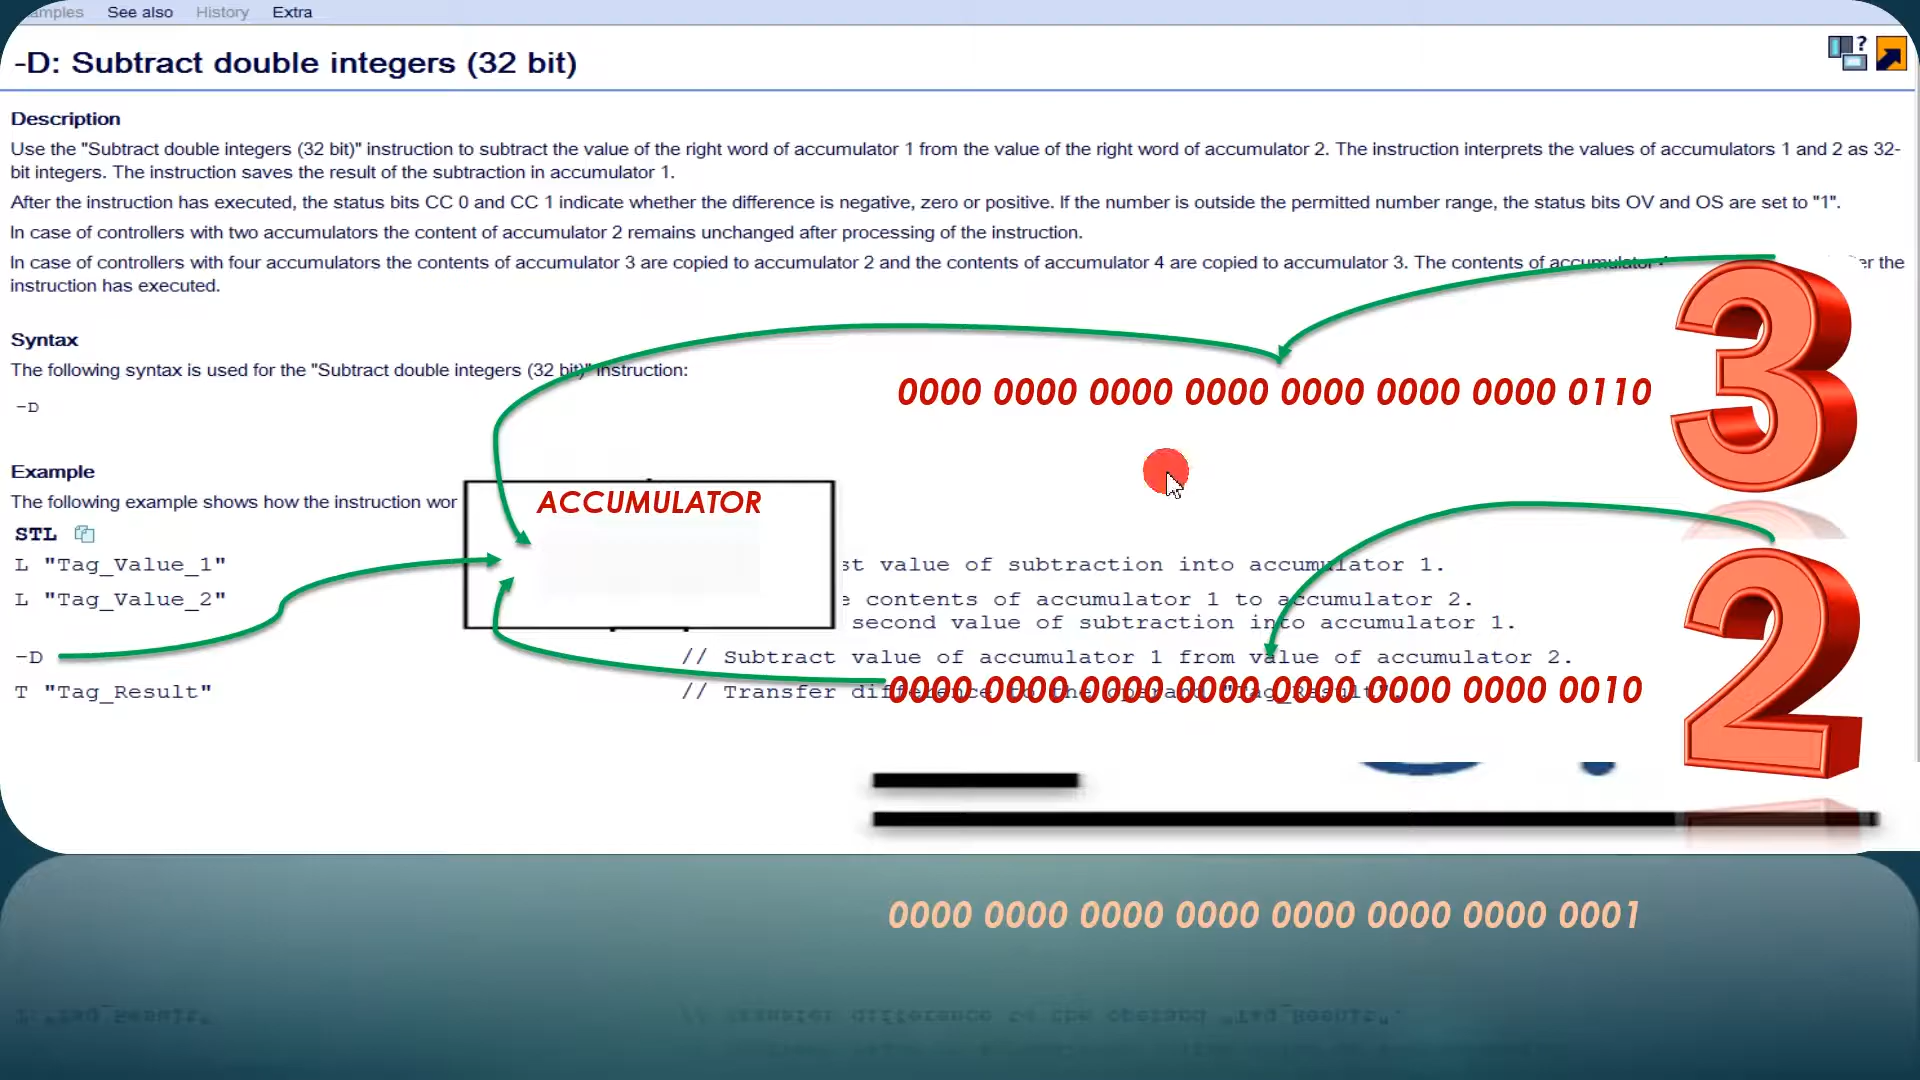 amples See also History Extra
-D: Subtract double integers (32 bit)
Description
Use the "Subtract double integers (32 bit)" instruction to subtract the value of the right word of accumulator 1 from the value of the right word of accumulator 2. The instruction interprets the values of accumulators 1 and 2 as 32-
bit integers. The instruction saves the result of the subtraction in accumulator 1.
After the instruction has executed, the status bits CC 0 and CC 1 indicate whether the difference is negative, zero or positive. If the number is outside the permitted number range, the status bits OV and OS are set to "1".
In case of controllers with two accumulators the content of accumulator 2 remains unchanged after processing of the instruction.
In case of controllers with four accumulators the contents of accumulator 3 are copied to accumulator 2 and the contents of accumulator 4 are copied to accumulator 3. The contents of accumulator er the
instruction has executed.
3
Syntax
The following syntax is used for the "Subtract double integers (32 bit)" instruction:
0000 0000 0000 0000 0000 0000 0000 0110
-D
Example
The following example shows how the instruction wor
ACCUMULATOR
STL
L "Tag_Value_1" st value of subtraction into accumulator 1.
L "Tag_Value_2" e contents of accumulator 1 to accumulator 2.
second value of subtraction into accumulator 1.
2
-D // Subtract value of accumulator 1 from value of accumulator 2.
T "Tag_Result" // Transfer difference to the operand "Tag_Result".
0000 0000 0000 0000 0000 0000 0000 0010
0000 0000 0000 0000 0000 0000 0000 0001